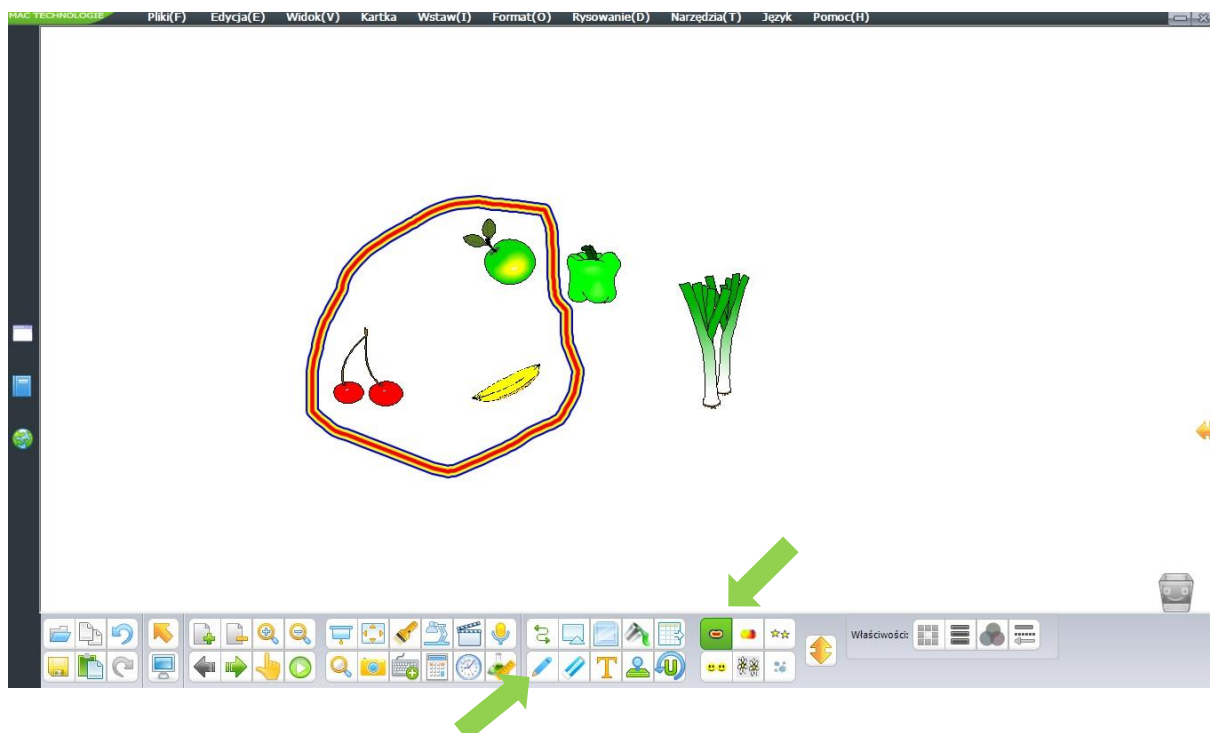 MAC TECHNOLOGIE Pliki(F) Edycja(E) Widok(V) Kartka Wstaw(I) Format(O) Rysowanie(D) Narzędzia(T) Język Pomoc(H)
Właściwości:
T